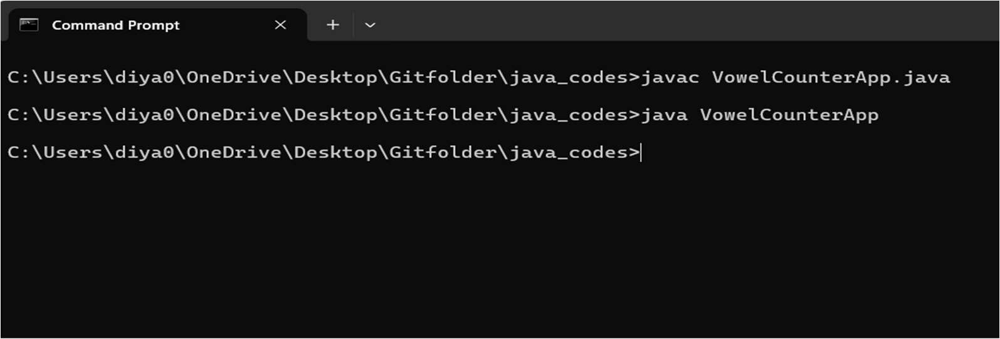 Command Prompt
C:\Users\diya0\OneDrive\Desktop\Gitfolder\java_codes>javac VowelCounterApp.java
C:\Users\diya0\OneDrive\Desktop\Gitfolder\java_codes>java VowelCounterApp
C:\Users\diya0\OneDrive\Desktop\Gitfolder\java_codes>